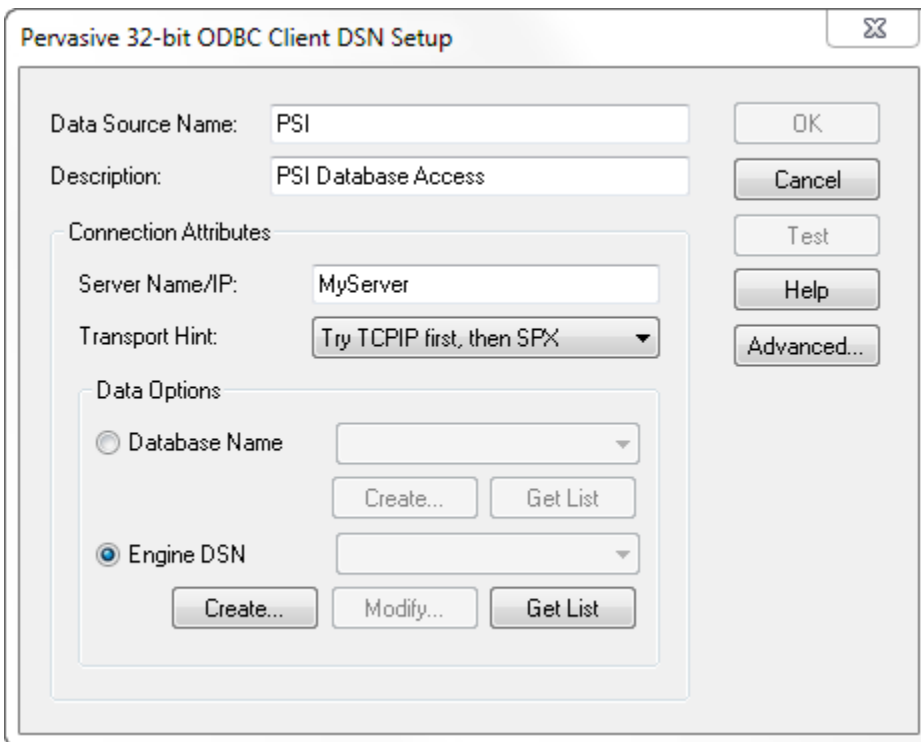 Pervasive 32-bit ODBC Client DSN Setup
Data Source Name: PSI OK
Description: PSI Database Access Cancel
Connection Attributes Test
Server Name/IP: MyServer Help
Transport Hint: Try TCPIP first, then SPX Advanced...
Data Options
Database Name
Create... Get List
Engine DSN
Create... Modify... Get List